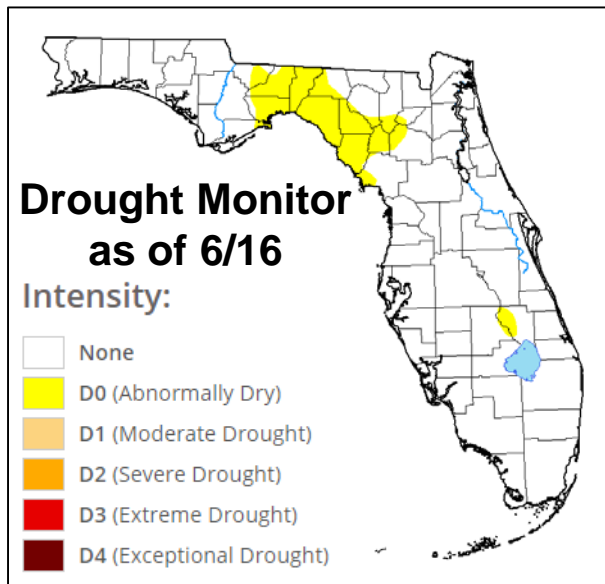 Drought Monitor
as of 6/16
Intensity:
None
D0 (Abnormally Dry)
D1 (Moderate Drought)
D2 (Severe Drought)
D3 (Extreme Drought)
D4 (Exceptional Drought)